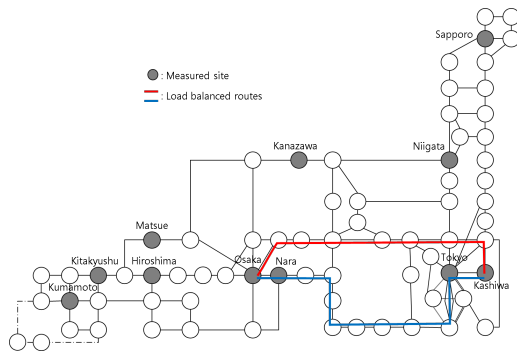 Sapporo
: Measured site
: Load balanced routes
Kanazawa
Niigata
Matsue
Kitakyushu
Hiroshima
Osaka
Nara
Tokyo
Kumamoto
Kashiwa